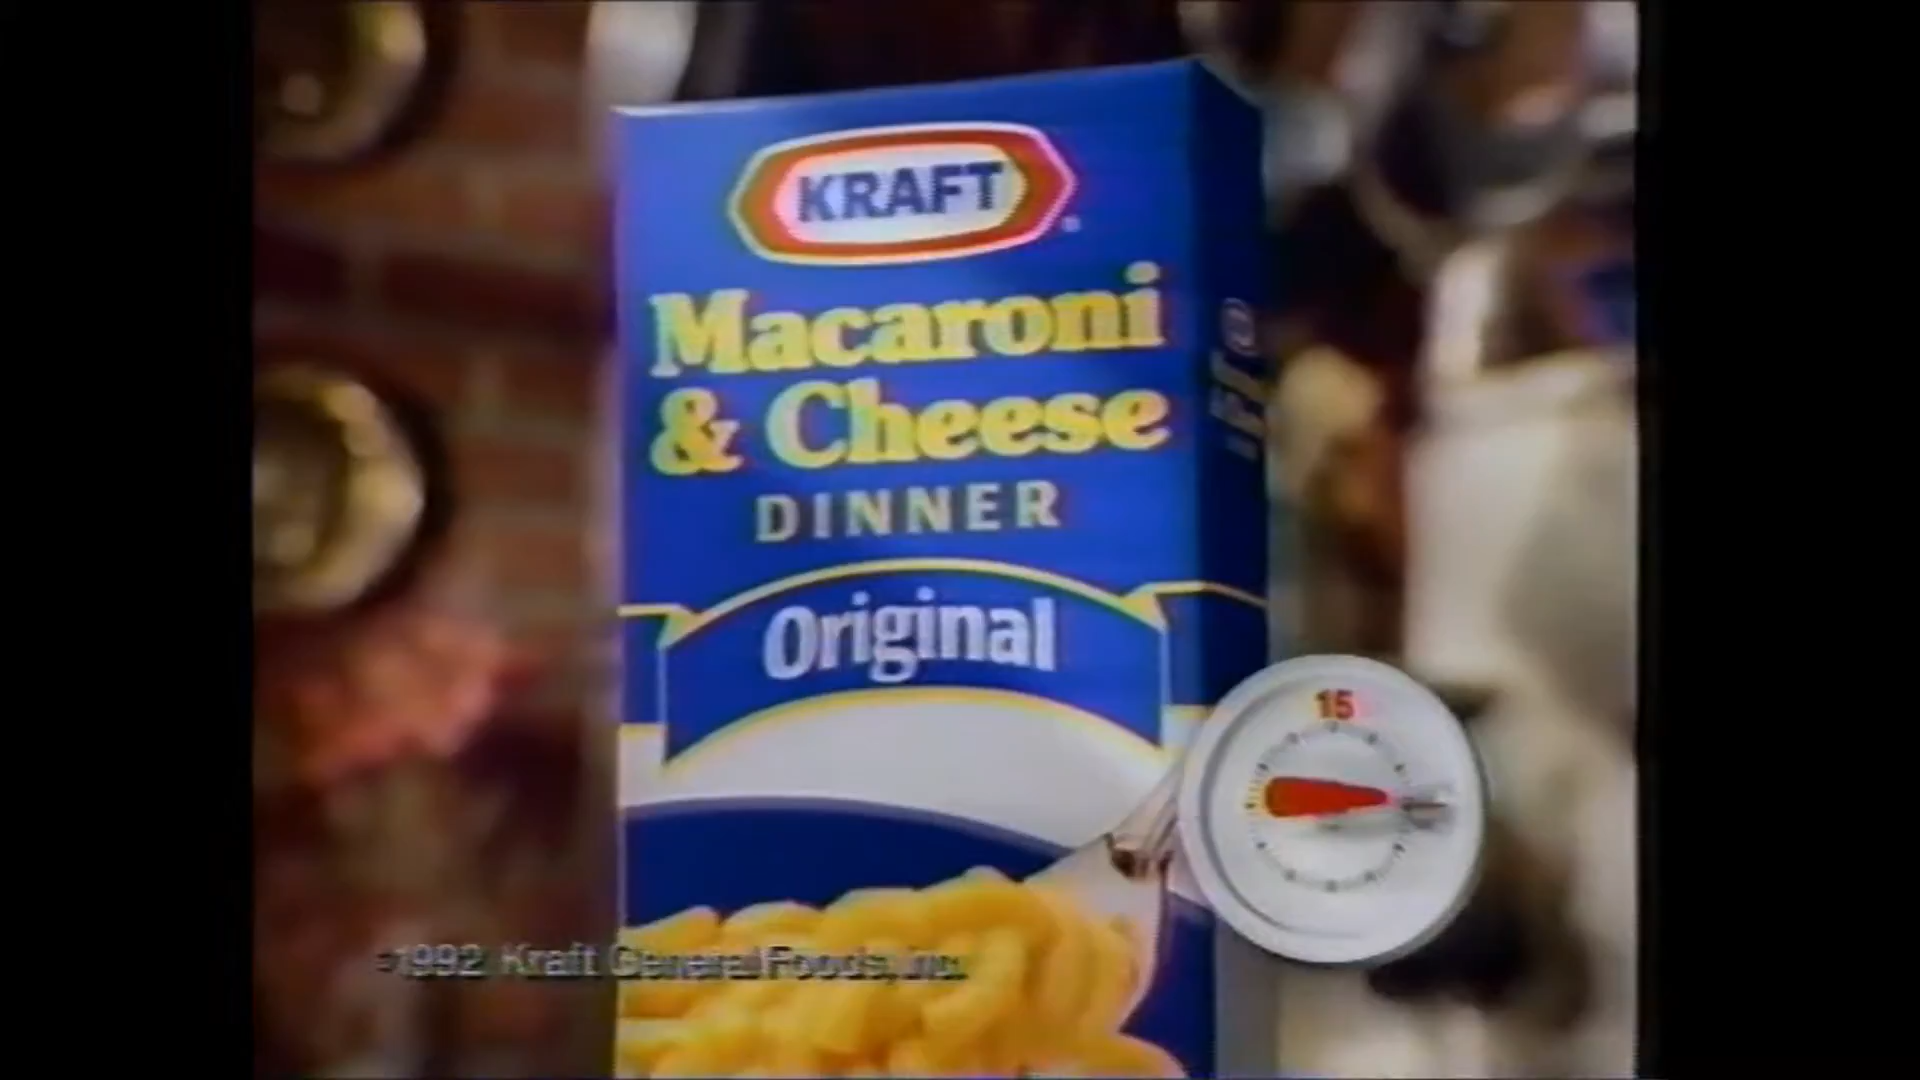 KRAFT
Macaroni
& Cheese
DINNER
Original
15
©1992 Kraft General Foods, Inc.